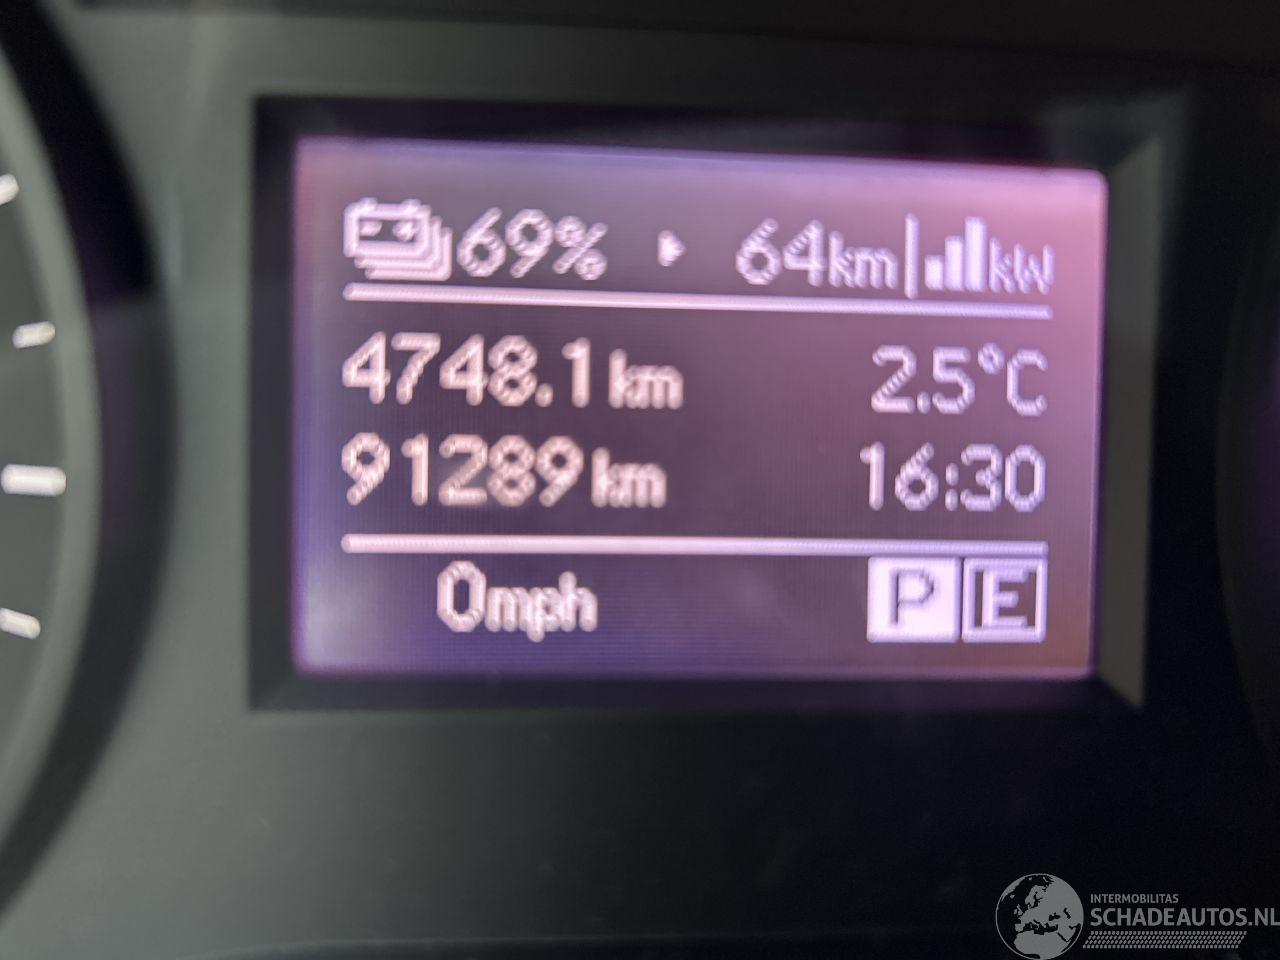 69% 64km kW
4748.1 km 2.5°C
91289 km 16:30
0mph P E
INTERMOBILITAS
SCHADEAUTOS.NL